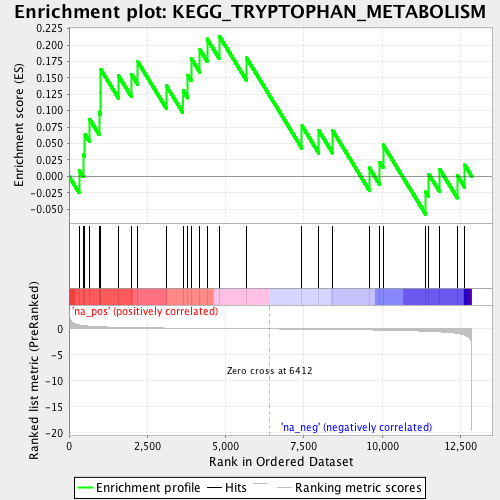 Enrichment plot: KEGG_TRYPTOPHAN_METABOLISM
Enrichment score (ES)
0.225
0.200
0.175
0.150
0.125
0.100
0.075
0.050
0.025
0.000
-0.025
-0.050
'na_pos' (positively correlated)
Ranked list metric (PreRanked)
0
-5
-10
-15
-20
Zero cross at 6412
'na_neg' (negatively correlated)
0 2,500 5,000 7,500 10,000 12,500
Rank in Ordered Dataset
Enrichment profile Hits Ranking metric scores